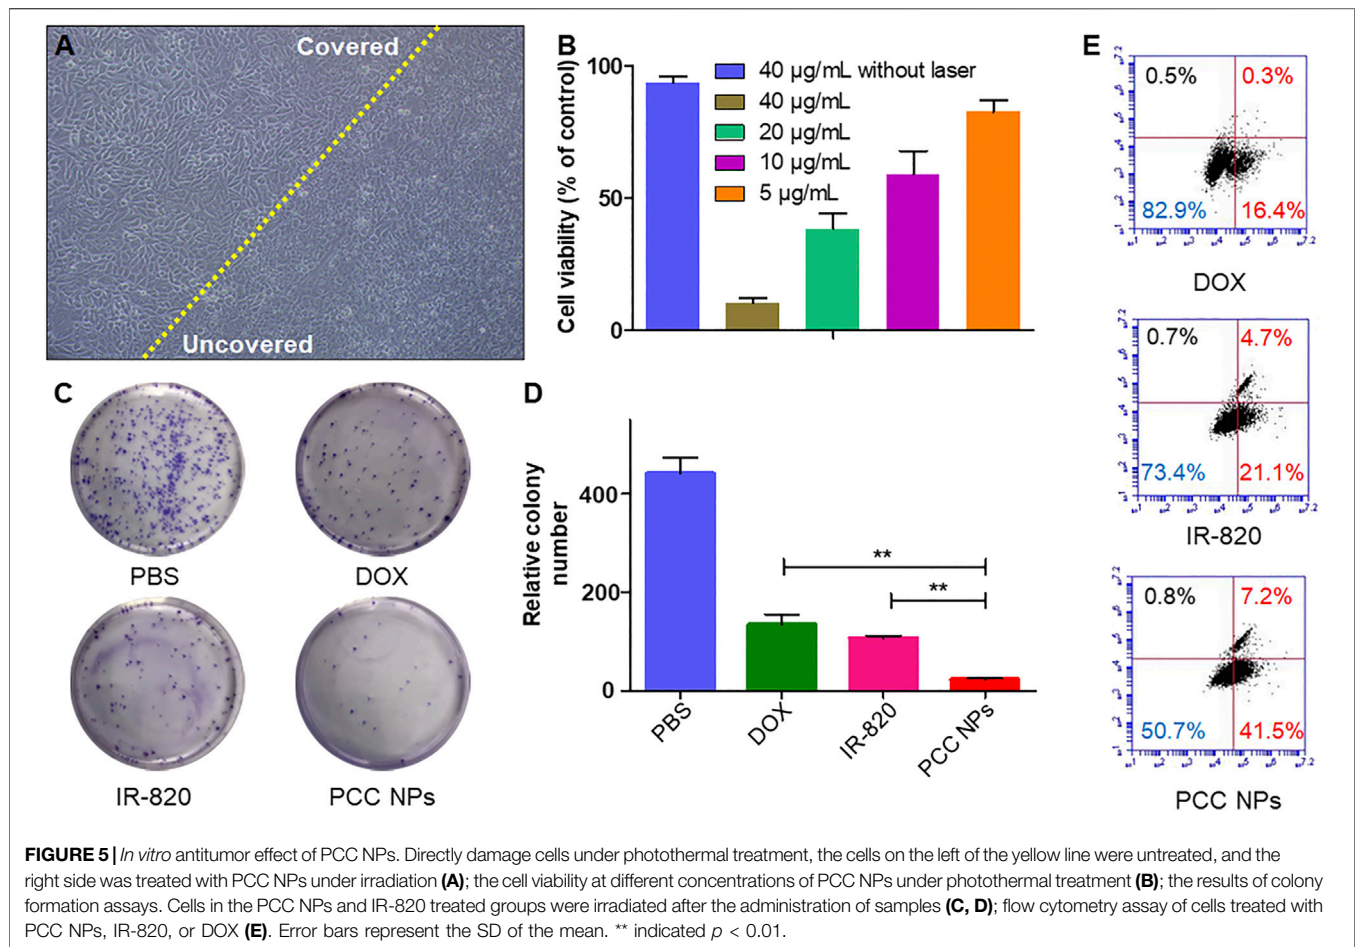 A
Covered
Uncovered
B
Cell viability (% of control)
100
50
0
40 µg/mL without laser
40 µg/mL
20 µg/mL
10 µg/mL
5 µg/mL
C
PBS
DOX
IR-820
PCC NPs
D
Relative colony
number
400
200
0
**
**
PBS
DOX
IR-820
PCC NPs
E
0.5%
0.3%
82.9%
16.4%
DOX
0.7%
4.7%
73.4%
21.1%
IR-820
0.8%
7.2%
50.7%
41.5%
PCC NPs
FIGURE 5 | In vitro antitumor effect of PCC NPs. Directly damage cells under photothermal treatment, the cells on the left of the yellow line were untreated, and the
right side was treated with PCC NPs under irradiation (A); the cell viability at different concentrations of PCC NPs under photothermal treatment (B); the results of colony
formation assays. Cells in the PCC NPs and IR-820 treated groups were irradiated after the administration of samples (C, D); flow cytometry assay of cells treated with
PCC NPs, IR-820, or DOX (E). Error bars represent the SD of the mean. ** indicated p < 0.01.